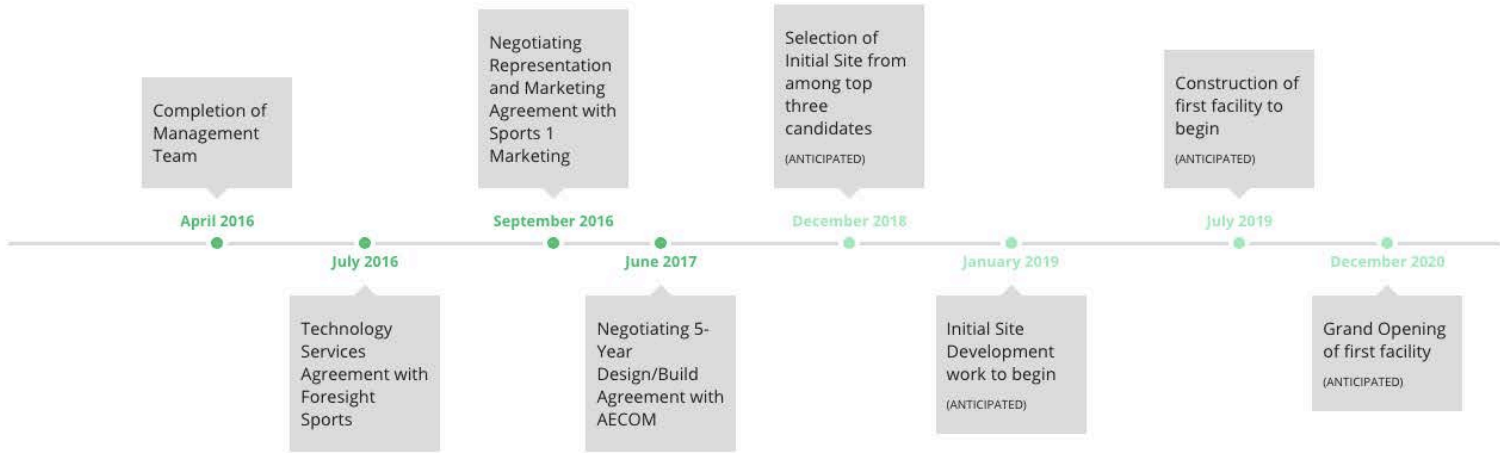 Completion of
Management
Team
April 2016
July 2016
Technology
Services
Agreement with
Foresight
Sports
Negotiating
Representation
and Marketing
Agreement with
Sports 1
Marketing
September 2016
June 2017
Negotiating 5-
Year
Design/Build
Agreement with
AECOM
Selection of
Initial Site from
among top
three
candidates
(ANTICIPATED)
December 2018
January 2019
Initial Site
Development
work to begin
(ANTICIPATED)
Construction of
first facility to
begin
(ANTICIPATED)
July 2019
December 2020
Grand Opening
of first facility
(ANTICIPATED)